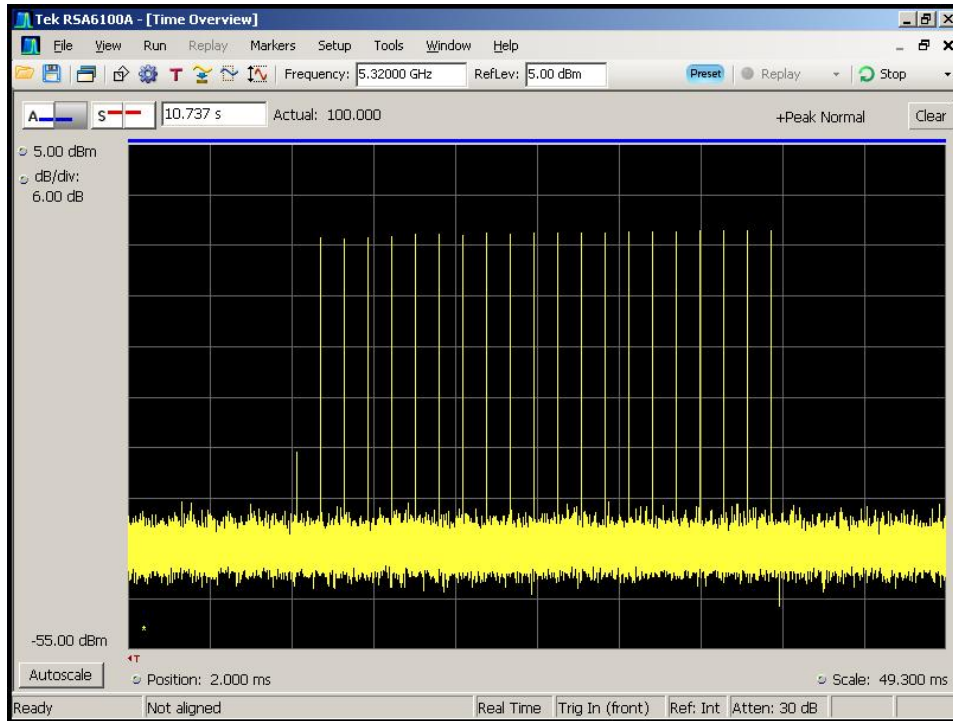 Tek RSA6100A - [Time Overview]
File View Run Replay Markers Setup Tools Window Help
T Frequency: 5.32000 GHz RefLev: 5.00 dBm Preset Replay Stop
A S 10.737 s Actual: 100.000 +Peak Normal Clear
5.00 dBm
dB/div:
6.00 dB
-55.00 dBm
T
Autoscale Position: 2.000 ms Scale: 49.300 ms
Ready Not aligned Real Time Trig In (front) Ref: Int Atten: 30 dB